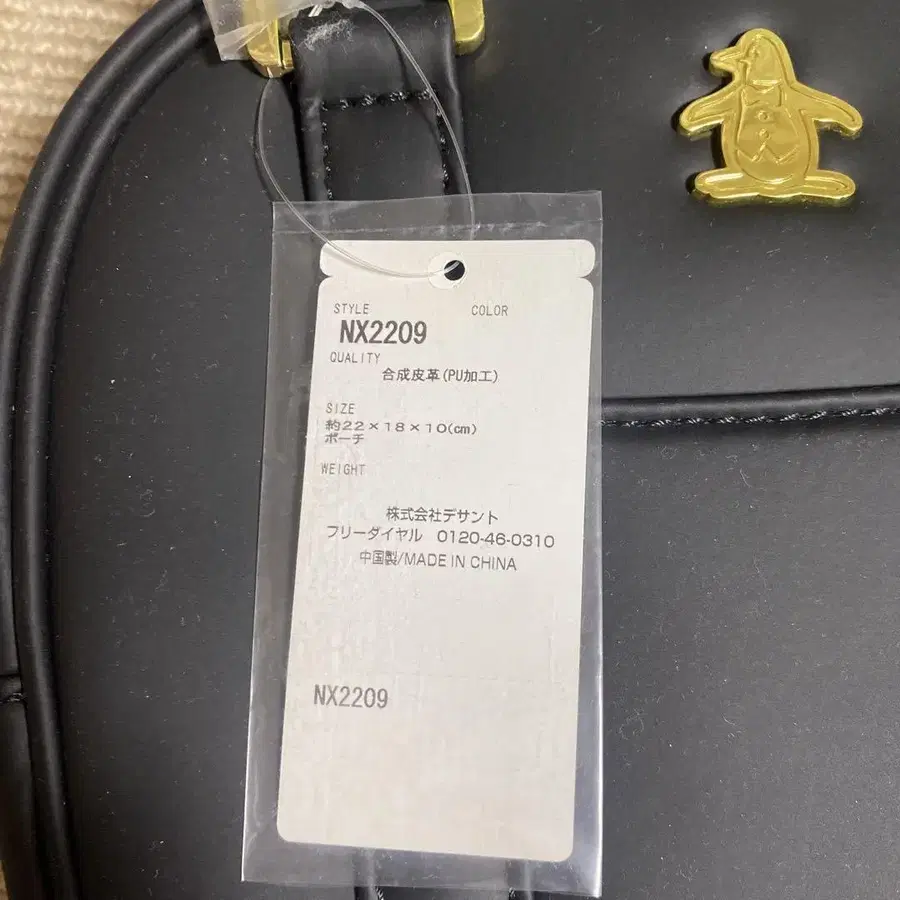 STYLE COLOR
NX2209
QUALITY
合成皮革(PU加工)
SIZE
約22×18×10(㎝)
ポーチ
WEIGHT
株式会社デサント
フリーダイヤル 0120-46-0310
中国製/MADE IN CHINA
NX2209